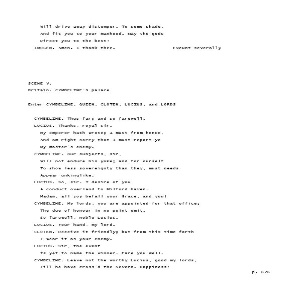 Will drive away distemper. To some shade,
And fit you to your manhood. May the gods
Direct you to the best!
IMOGEN. Amen. I thank thee. Exeunt severally
SCENE V.
Britain. CYMBELINE'S palace
Enter CYMBELINE, QUEEN, CLOTEN, LUCIUS, and LORDS
CYMBELINE. Thus far; and so farewell.
LUCIUS. Thanks, royal sir.
My emperor hath wrote; I must from hence,
And am right sorry that I must report ye
My master's enemy.
CYMBELINE. Our subjects, sir,
Will not endure his yoke; and for ourself
To show less sovereignty than they, must needs
Appear unkinglike.
LUCIUS. So, sir. I desire of you
A conduct overland to Milford Haven.
Madam, all joy befall your Grace, and you!
CYMBELINE. My lords, you are appointed for that office;
The due of honour in no point omit.
So farewell, noble Lucius.
LUCIUS. Your hand, my lord.
CLOTEN. Receive it friendly; but from this time forth
I wear it as your enemy.
LUCIUS. Sir, the event
Is yet to name the winner. Fare you well.
CYMBELINE. Leave not the worthy Lucius, good my lords,
Till he have cross'd the Severn. Happiness!